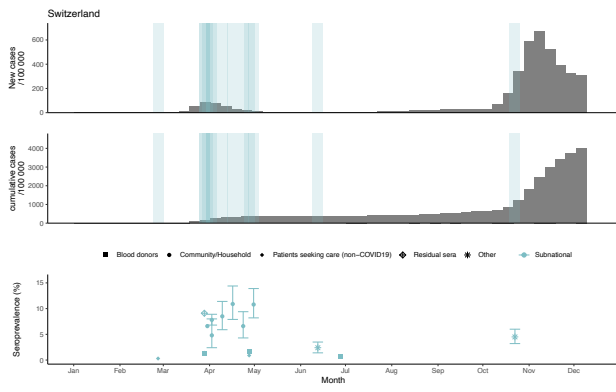 Switzerland
New cases
/100 000
600
400
200
0
cumulative cases
/100 000
4000
3000
2000
1000
0
Blood donors Community/Household Patients seeking care (non−COVID19) Residual sera Other Subnational
Seroprevalence (%)
15
10
5
0
Jan Feb Mar Apr May Jun Jul Aug Sep Oct Nov Dec
Month